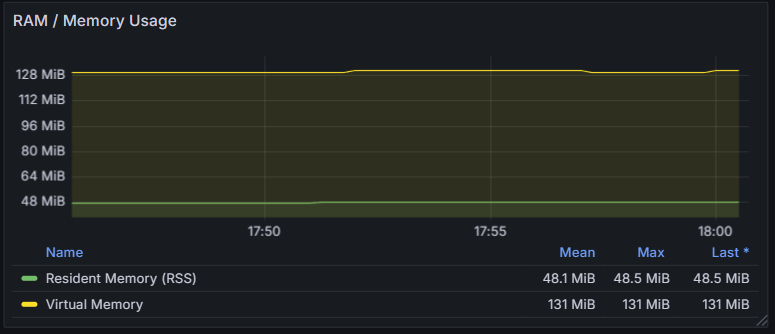 RAM / Memory Usage
128 MiB
112 MiB
96 MiB
80 MiB
64 MiB
48 MiB
17:50 17:55 18:00
Name Mean Max Last *
Resident Memory (RSS) 48.1 MiB 48.5 MiB 48.5 MiB
Virtual Memory 131 MiB 131 MiB 131 MiB